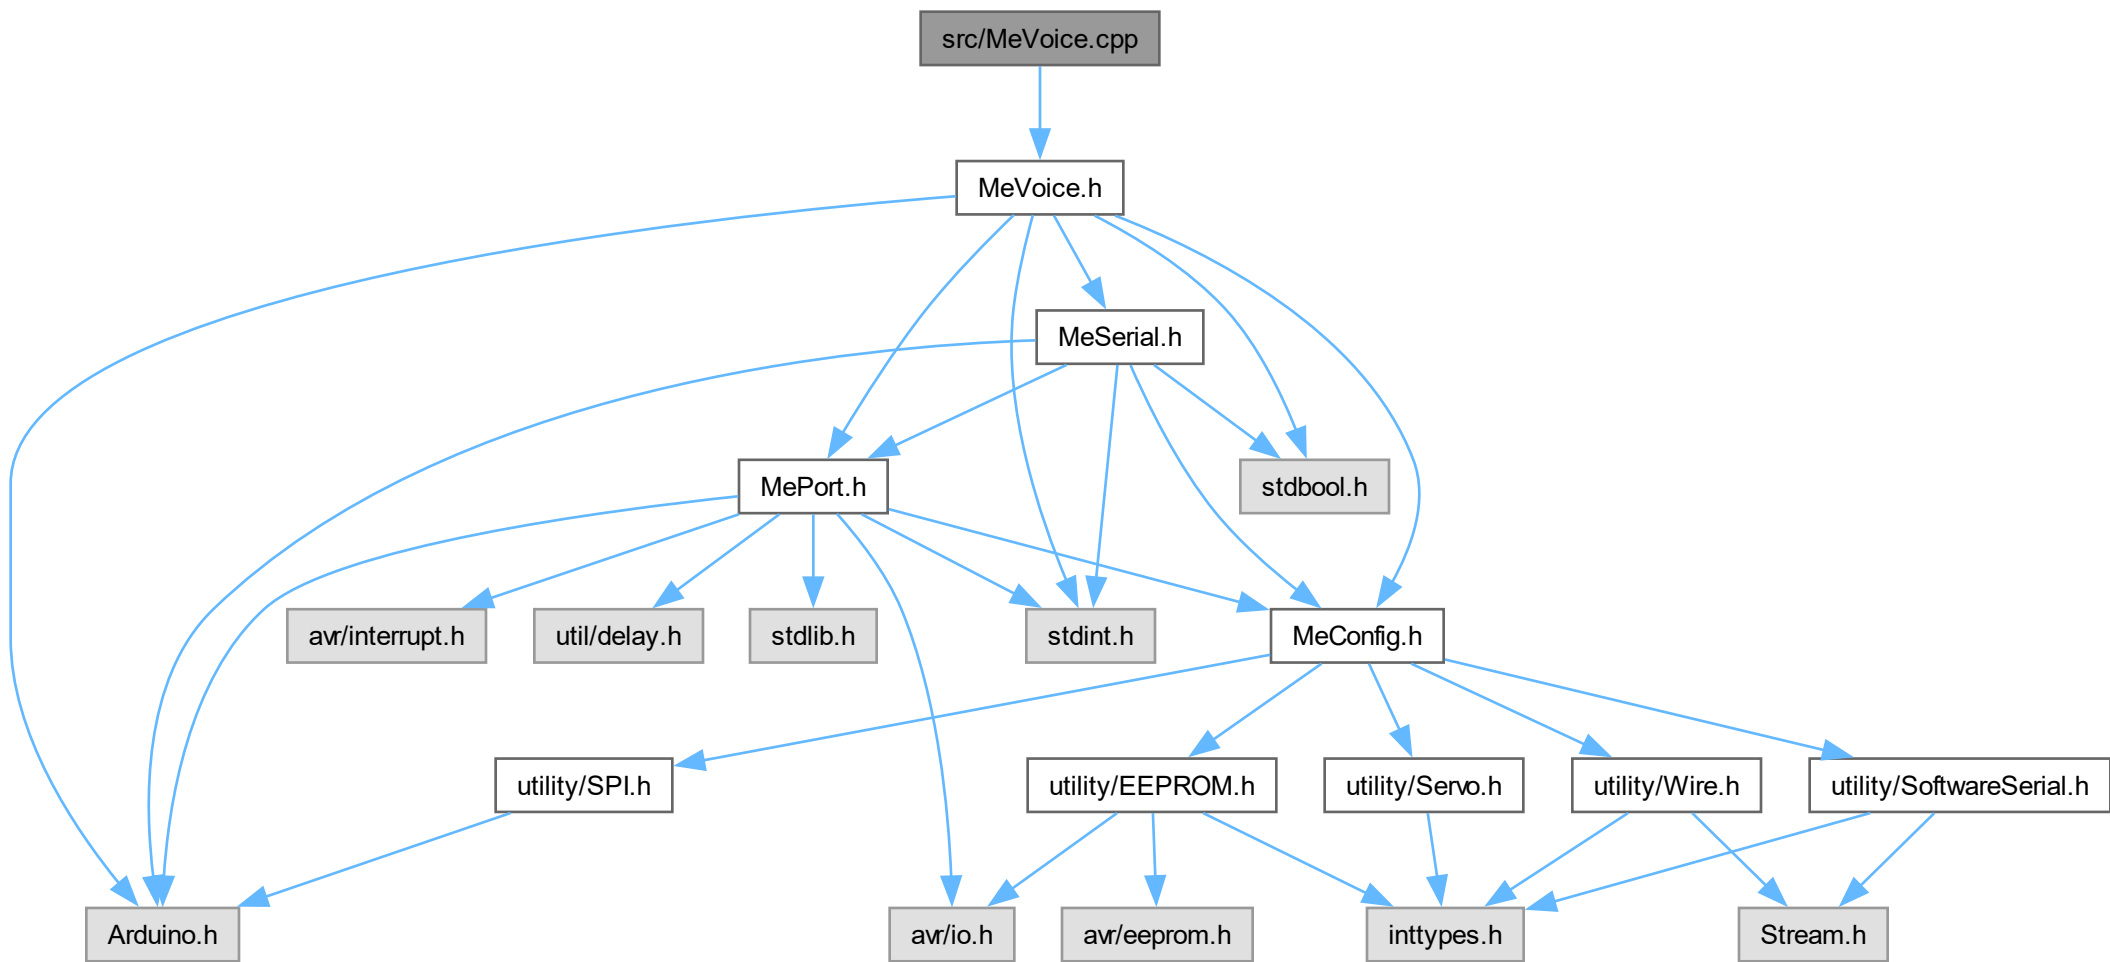 src/MeVoice.cpp
MeVoice.h
MeSerial.h
MePort.h
stdbool.h
avr/interrupt.h
util/delay.h
stdlib.h
stdint.h
MeConfig.h
utility/SPI.h
utility/EEPROM.h
utility/Servo.h
utility/Wire.h
utility/SoftwareSerial.h
Arduino.h
avr/io.h
avr/eeprom.h
inttypes.h
Stream.h